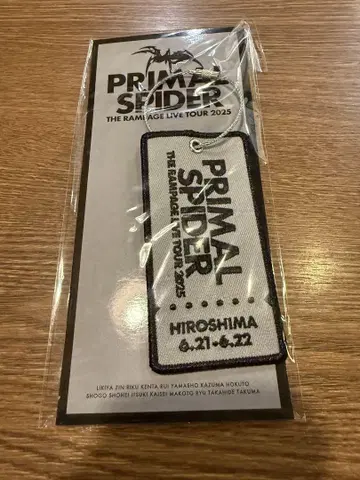 PRIMAL
SPIDER
THE RAMPAGE LIVE TOUR 2025
PRIMAL
SPIDER
THE RAMPAGE LIVE TOUR 2025
HIROSHIMA
6.21-6.22
LIKIYA ZIN RIKU KENTA RUI YAMASHO KAZUMA HOKUTO
SHOGO SHOHEI ITSUKI KAISEI MAKOTO RYU TAKAHIDE TAKUMA